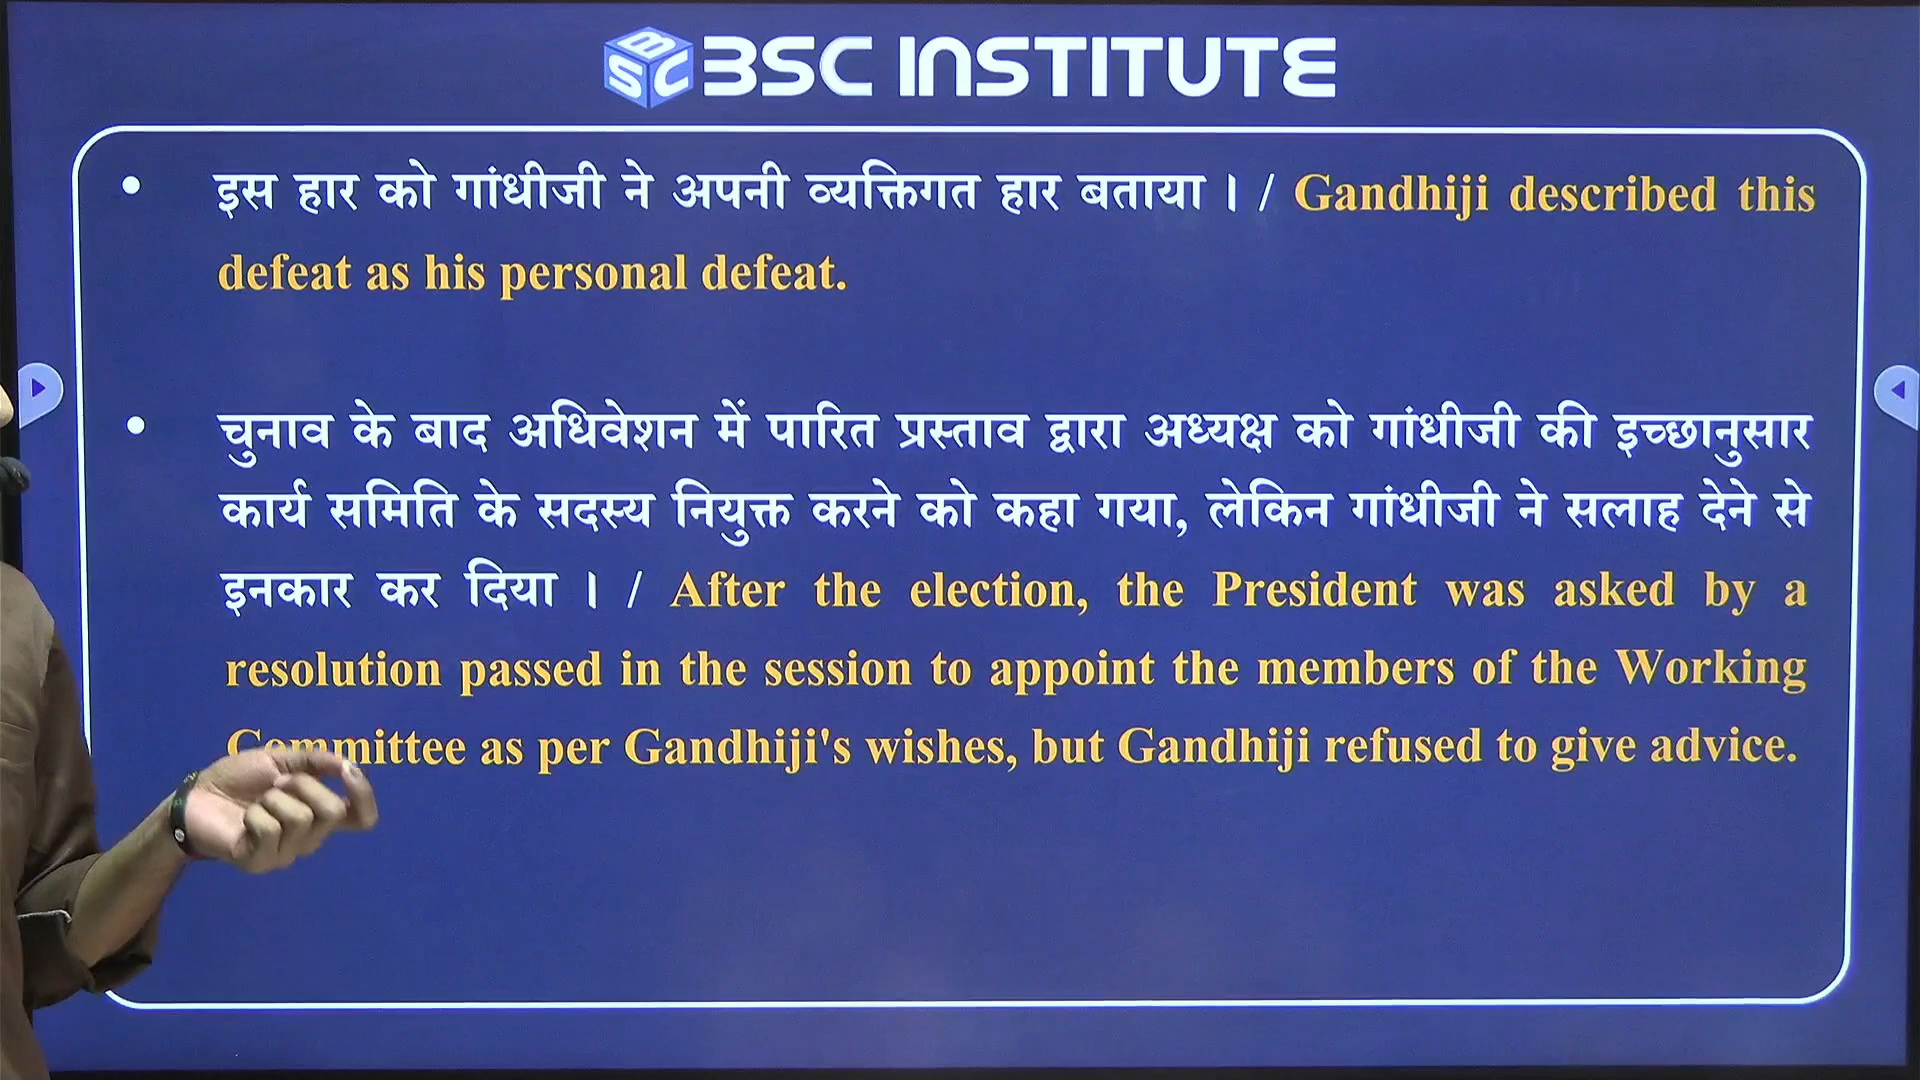 BSC
BSC INSTITUTE
• इस हार को गांधीजी ने अपनी व्यक्तिगत हार बताया । / Gandhiji described this
defeat as his personal defeat.
• चुनाव के बाद अधिवेशन में पारित प्रस्ताव द्वारा अध्यक्ष को गांधीजी की इच्छानुसार
कार्य समिति के सदस्य नियुक्त करने को कहा गया, लेकिन गांधीजी ने सलाह देने से
इनकार कर दिया । / After the election, the President was asked by a
resolution passed in the session to appoint the members of the Working
Committee as per Gandhiji's wishes, but Gandhiji refused to give advice.